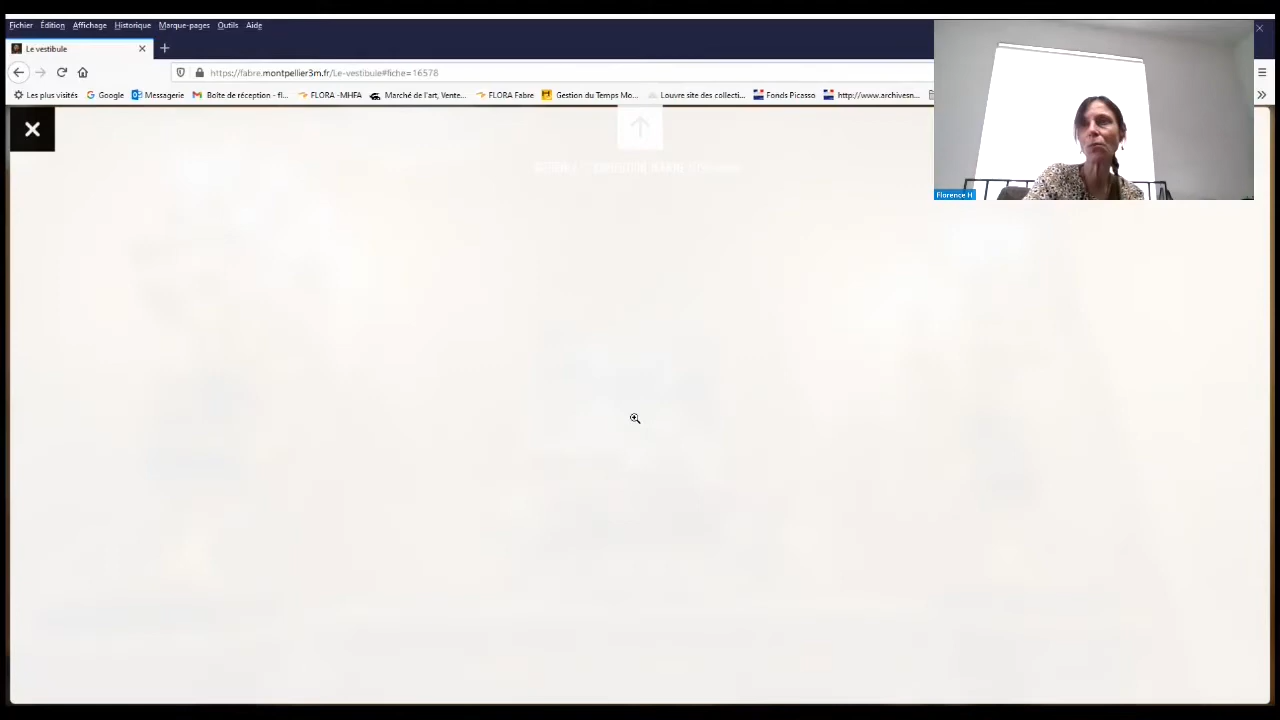 Fichier Édition Affichage Historique Marque-pages Outils Aide
Le vestibule
https://fabre.montpellier3m.fr/Le-vestibule#fiche=16578
Les plus visités Google Messagerie Boîte de réception - fl... FLORA -MHFA Marché de l'art, Vente... FLORA Fabre Gestion du Temps Mo... Louvre site des collecti... Fonds Picasso http://www.archivesn...
Florence H